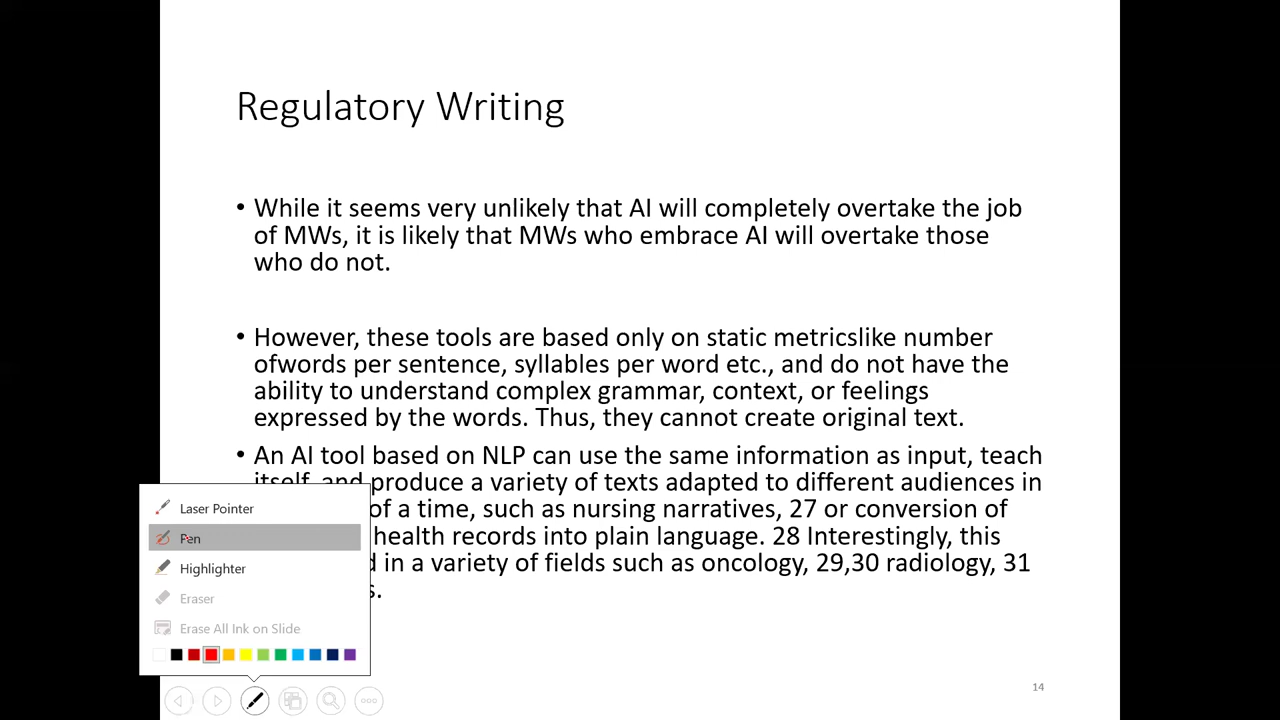 Regulatory Writing
• While it seems very unlikely that AI will completely overtake the job
of MWs, it is likely that MWs who embrace AI will overtake those
who do not.
• However, these tools are based only on static metricslike number
ofwords per sentence, syllables per word etc., and do not have the
ability to understand complex grammar, context, or feelings
expressed by the words. Thus, they cannot create original text.
• An AI tool based on NLP can use the same information as input, teach
itself, and produce a variety of texts adapted to different audiences in
of a time, such as nursing narratives, 27 or conversion of
health records into plain language. 28 Interestingly, this
in a variety of fields such as oncology, 29,30 radiology, 31
Laser Pointer
Pen
Highlighter
Eraser
Erase All Ink on Slide
14